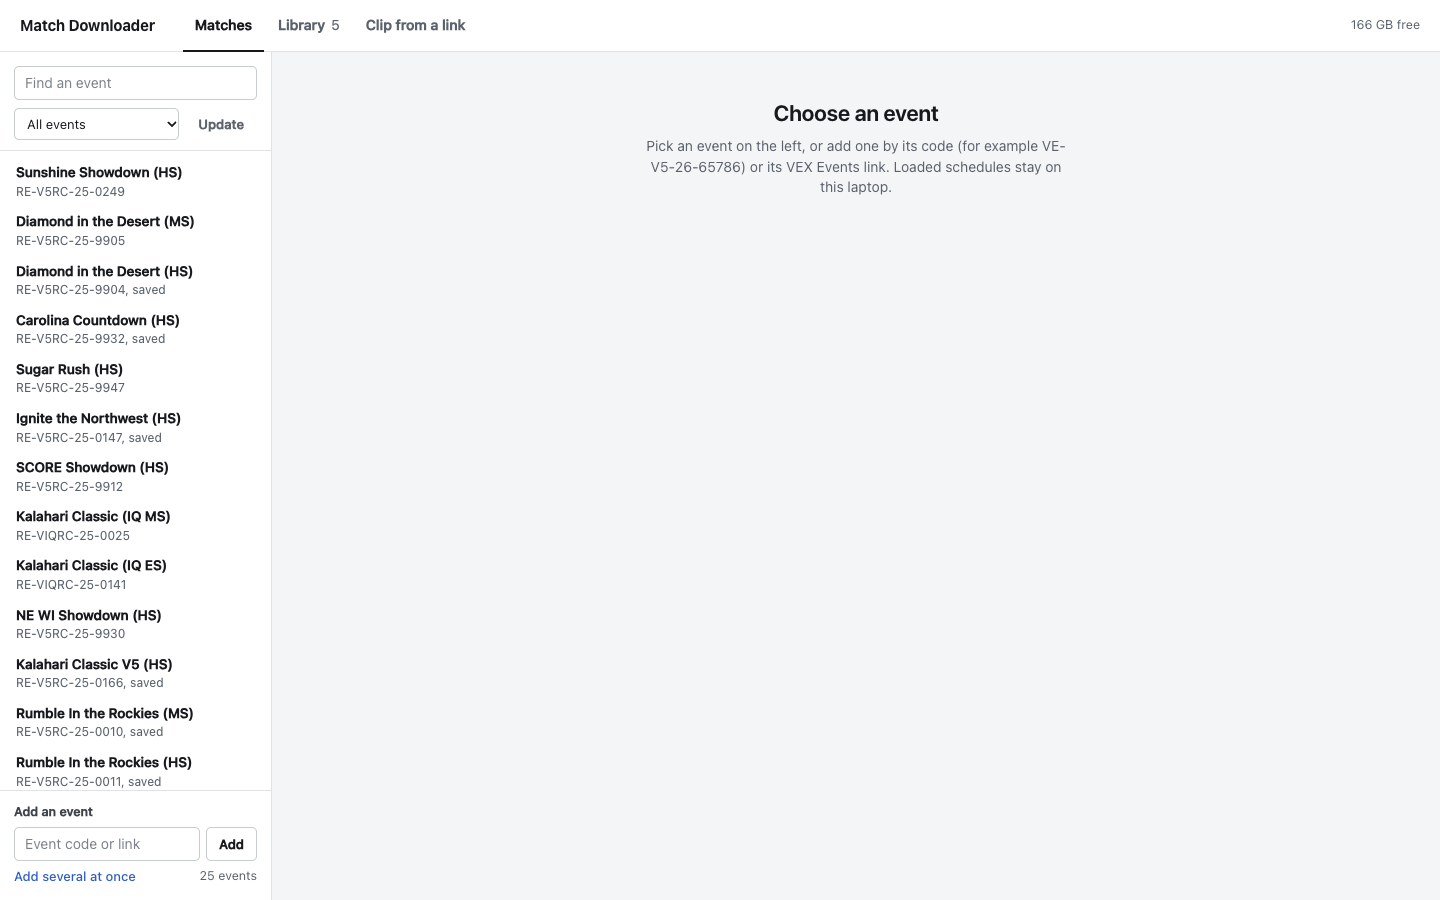 Match Downloader
Matches
Library 5
Clip from a link
166 GB free
Find an event
All events
Update
Sunshine Showdown (HS)
RE-V5RC-25-0249
Diamond in the Desert (MS)
RE-V5RC-25-9905
Diamond in the Desert (HS)
RE-V5RC-25-9904, saved
Carolina Countdown (HS)
RE-V5RC-25-9932, saved
Sugar Rush (HS)
RE-V5RC-25-9947
Ignite the Northwest (HS)
RE-V5RC-25-0147, saved
SCORE Showdown (HS)
RE-V5RC-25-9912
Kalahari Classic (IQ MS)
RE-VIQRC-25-0025
Kalahari Classic (IQ ES)
RE-VIQRC-25-0141
NE WI Showdown (HS)
RE-V5RC-25-9930
Kalahari Classic V5 (HS)
RE-V5RC-25-0166, saved
Rumble In the Rockies (MS)
RE-V5RC-25-0010, saved
Rumble In the Rockies (HS)
RE-V5RC-25-0011, saved
Add an event
Event code or link
Add
Add several at once
25 events
Choose an event
Pick an event on the left, or add one by its code (for example VE-
V5-26-65786) or its VEX Events link. Loaded schedules stay on
this laptop.